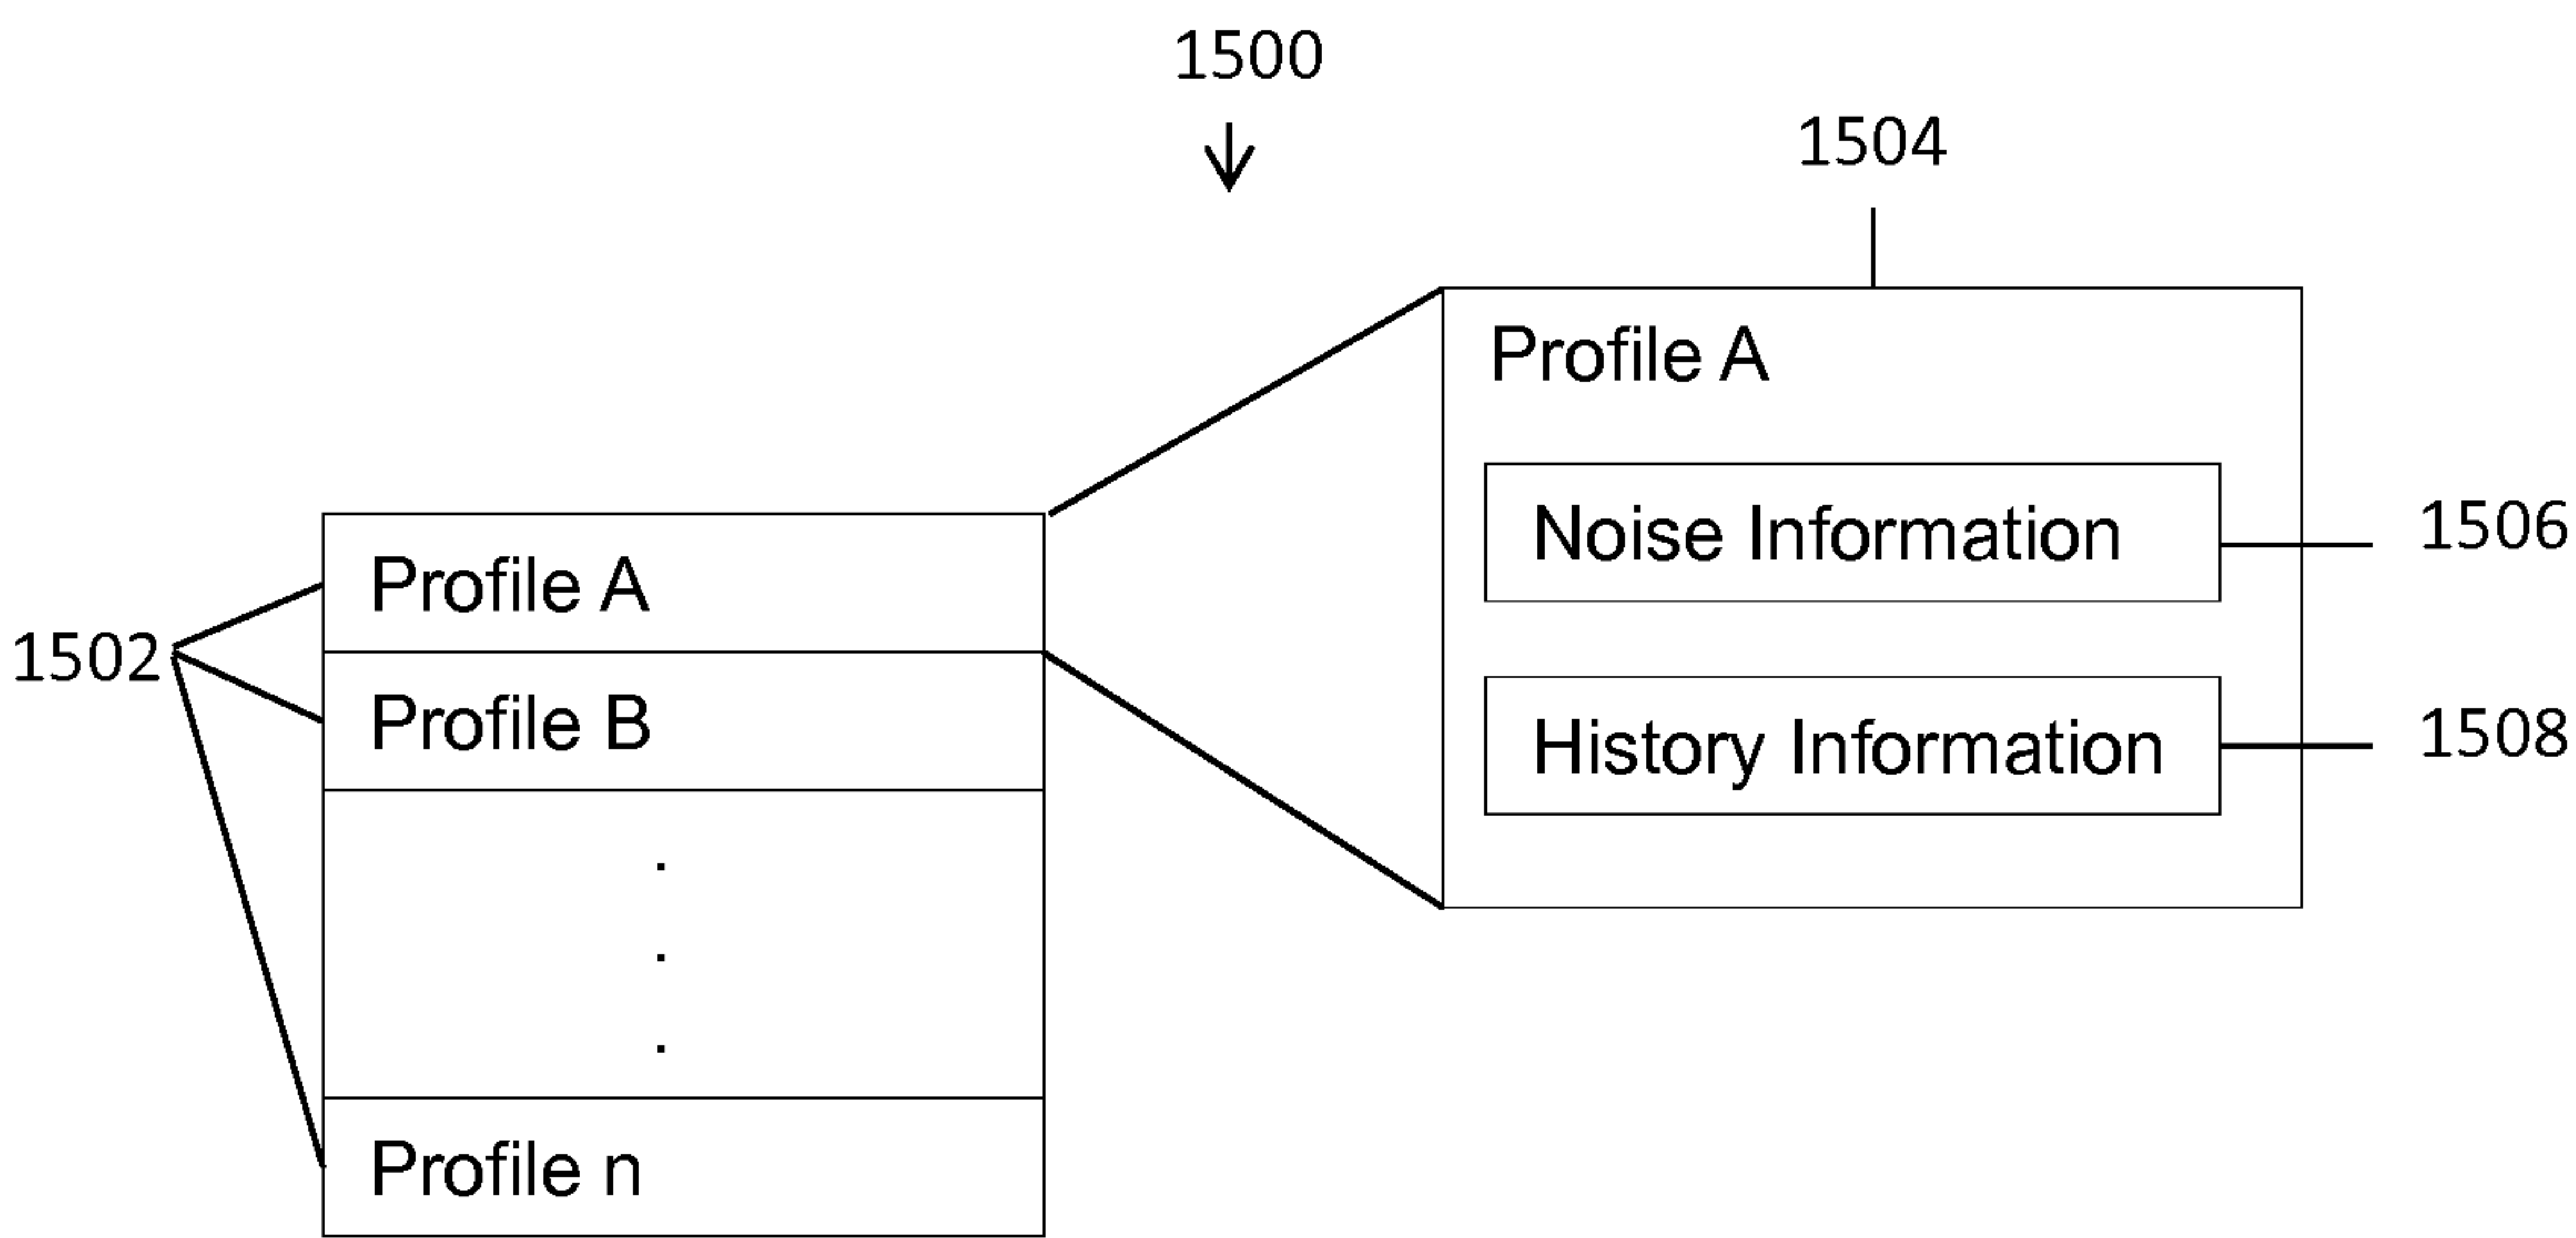 1500
1504
Profile A
Noise Information
1506
History Information
1508
1502
Profile A
Profile B
.
.
.
Profile n